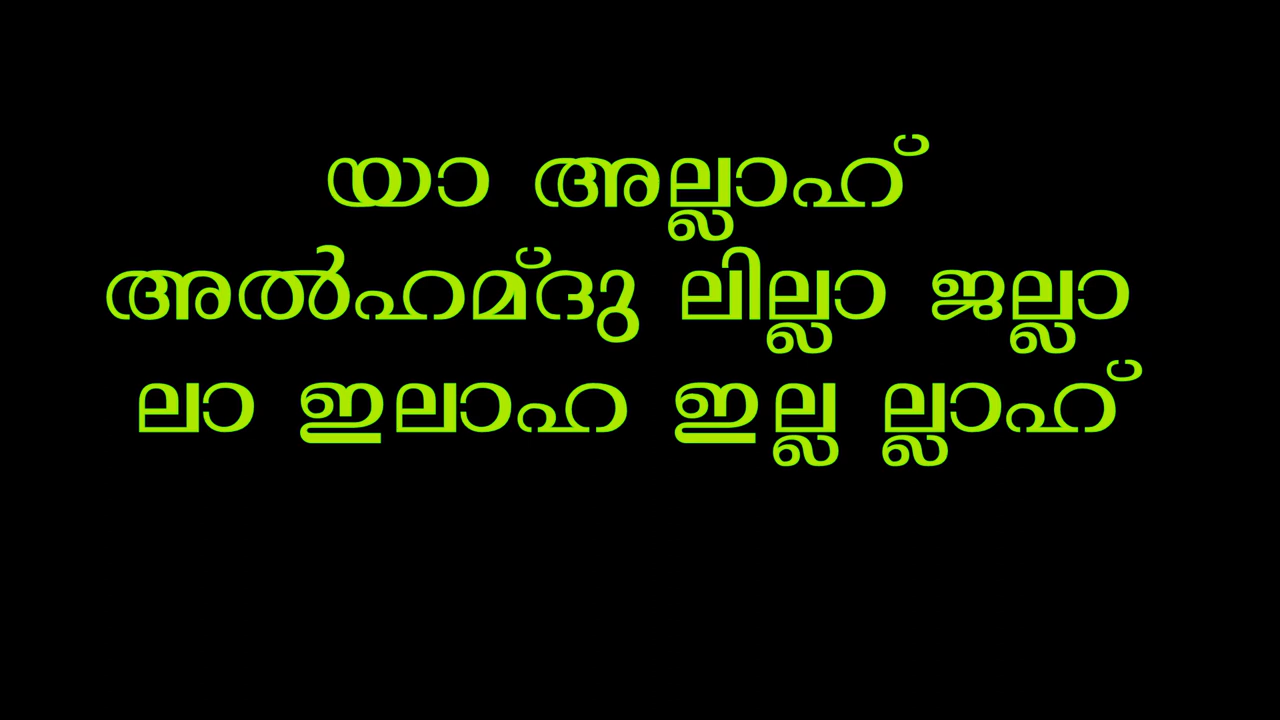 യാ അല്ലാഹ്
അൽഹമ്ദു ലില്ലാ ജല്ലാ
ലാ ഇലാഹ ഇല്ല ല്ലാഹ്